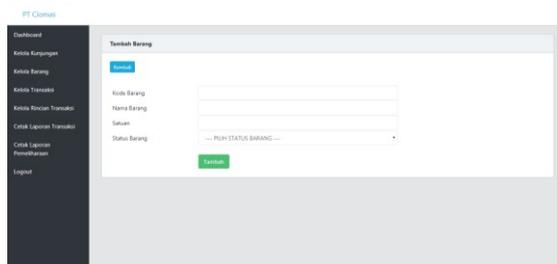 PT Ciomas
Dashboard
Kelola Kunjungan
Kelola Barang
Kelola Transaksi
Kelola Rincian Transaksi
Cetak Laporan Transaksi
Cetak Laporan
Pemeliharaan
Logout
Tambah Barang
Kembali
Kode Barang
Nama Barang
Satuan
Status Barang
---- PILIH STATUS BARANG ----
Tambah